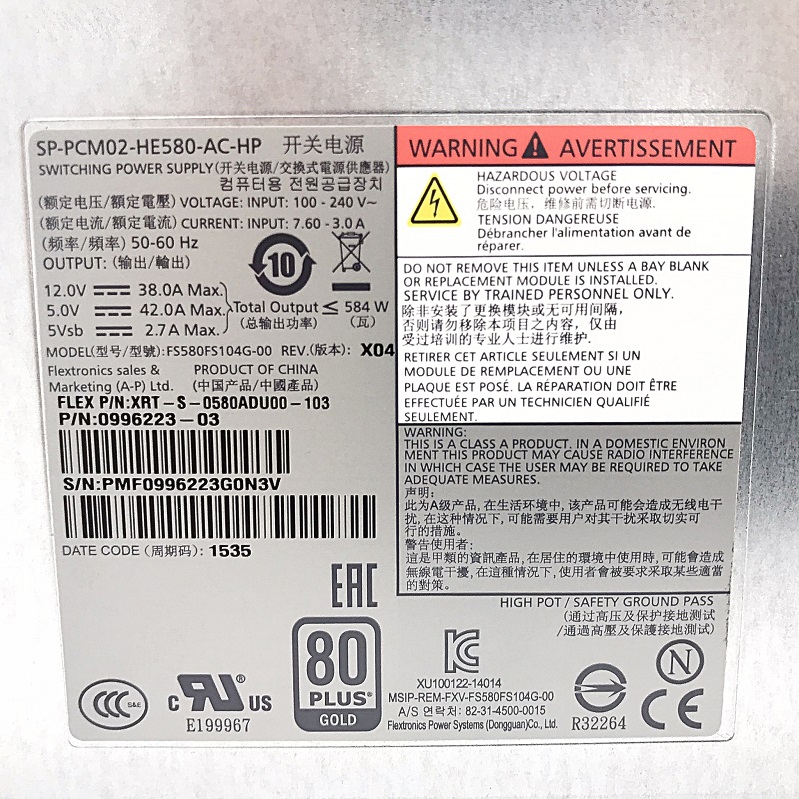 SP-PCM02-HE580-AC-HP 开关电源
SWITCHING POWER SUPPLY(开关电源/交換式電源供應器)
컴퓨터용 전원공급장치
(额定电压/額定電壓) VOLTAGE: INPUT: 100 - 240 V~
(额定电流/額定電流) CURRENT: INPUT: 7.60 - 3.0 A
(频率/頻率) 50-60 Hz
OUTPUT: (输出/輸出)
10
12.0V 38.0A Max.
5.0V 42.0A Max.
5Vsb 2.7A Max.
Total Output ≤ 584 W
(总输出功率) (瓦)
MODEL(型号/型號):FS580FS104G-00 REV.(版本): X04
Flextronics sales &
Marketing (A-P) Ltd.
PRODUCT OF CHINA
(中国产品/中國產品)
FLEX P/N:XRT-S-0580ADU00-103
P/N:0996223-03
S/N:PMF0996223G0N3V
DATE CODE (周期码): 1535
EAC
CCC S&E
c RU ® US
E199967
80
PLUS®
GOLD
WARNING AVERTISSEMENT
HAZARDOUS VOLTAGE
Disconnect power before servicing.
危险电压，维修前需切断电源.
TENSION DANGEREUSE
Débrancher l'alimentation avant de
réparer.
DO NOT REMOVE THIS ITEM UNLESS A BAY BLANK
OR REPLACEMENT MODULE IS INSTALLED.
SERVICE BY TRAINED PERSONNEL ONLY.
除非安装了更换模块或无可用间隔，
否则请勿移除本项目之内容，仅由
受过培训的专业人士进行维护.
RETIRER CET ARTICLE SEULEMENT SI UN
MODULE DE REMPLACEMENT OU UNE
PLAQUE EST POSÉ. LA RÉPARATION DOIT ÊTRE
EFFECTUÉE PAR UN TECHNICIEN QUALIFIÉ
SEULEMENT.
WARNING:
THIS IS A CLASS A PRODUCT. IN A DOMESTIC ENVIRON
MENT THIS PRODUCT MAY CAUSE RADIO INTERFERENCE
IN WHICH CASE THE USER MAY BE REQUIRED TO TAKE
ADEQUATE MEASURES.
声明:
此为A级产品, 在生活环境中, 该产品可能会造成无线电干
扰, 在这种情况下, 可能需要用户对其干扰采取切实可
行的措施。
警告使用者:
這是甲類的資訊產品, 在居住的環境中使用時, 可能會造成
無線電干擾, 在這種情況下, 使用者會被要求采取某些適當
的對策。
HIGH POT / SAFETY GROUND PASS
(通过高压及保护接地测试
/通過高壓及保護接地測試)
XU100122-14014
MSIP-REM-FXV-FS580FS104G-00
A/S 연락처: 82-31-4500-0015
Flextronics Power Systems (Dongguan)Co., Ltd.
R32264
N
CE